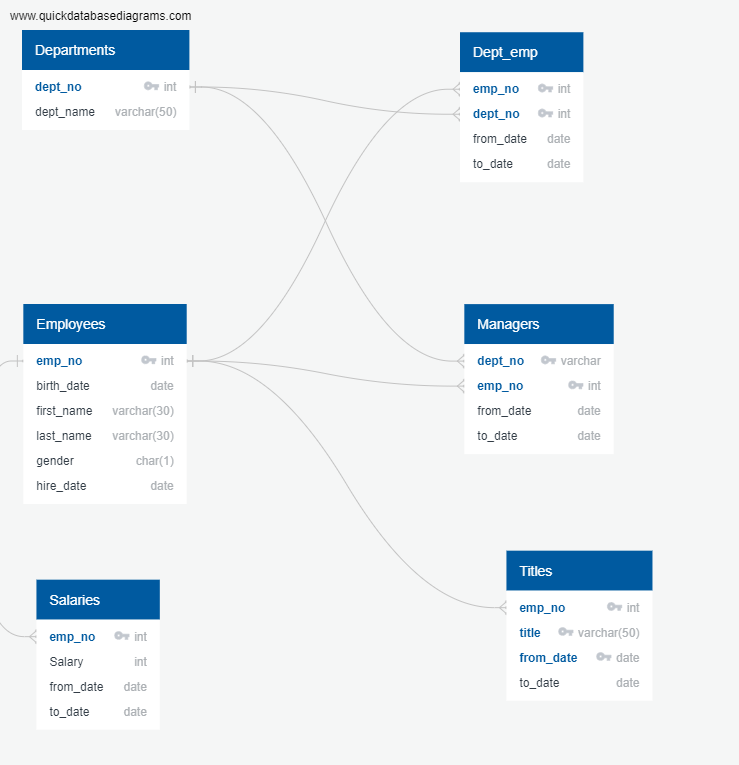 www.quickdatabasediagrams.com
Departments
dept_no int
dept_name varchar(50)
Dept_emp
emp_no int
dept_no int
from_date date
to_date date
Employees
emp_no int
birth_date date
first_name varchar(30)
last_name varchar(30)
gender char(1)
hire_date date
Managers
dept_no varchar
emp_no int
from_date date
to_date date
Salaries
emp_no int
Salary int
from_date date
to_date date
Titles
emp_no int
title varchar(50)
from_date date
to_date date